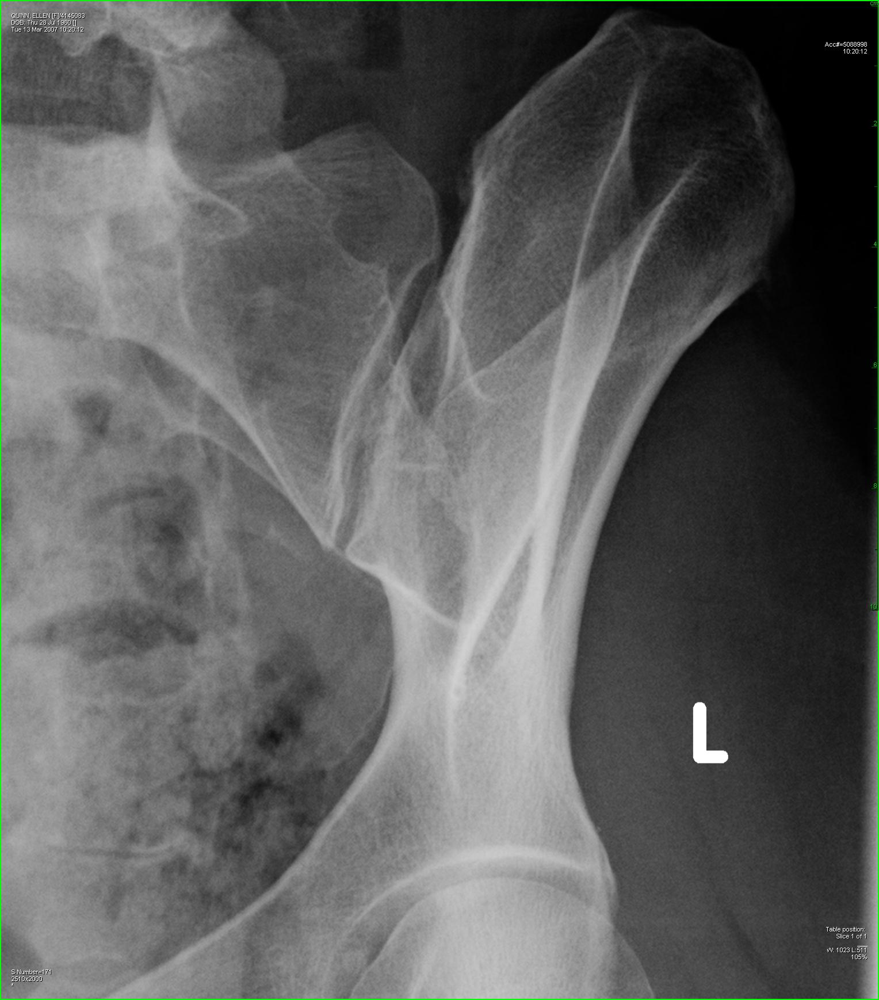 QUINN, ELLEN [F]/4145083
DOB: Thu 28 Jul 1960 []
Tue 13 Mar 2007 10:20:12
cm
Acc#=5088998
10:20:12
2
4
6
8
10
L
Table position:
Slice 1 of 1
W: 1023 L:511
105%
S Number=171
2510x2000
*